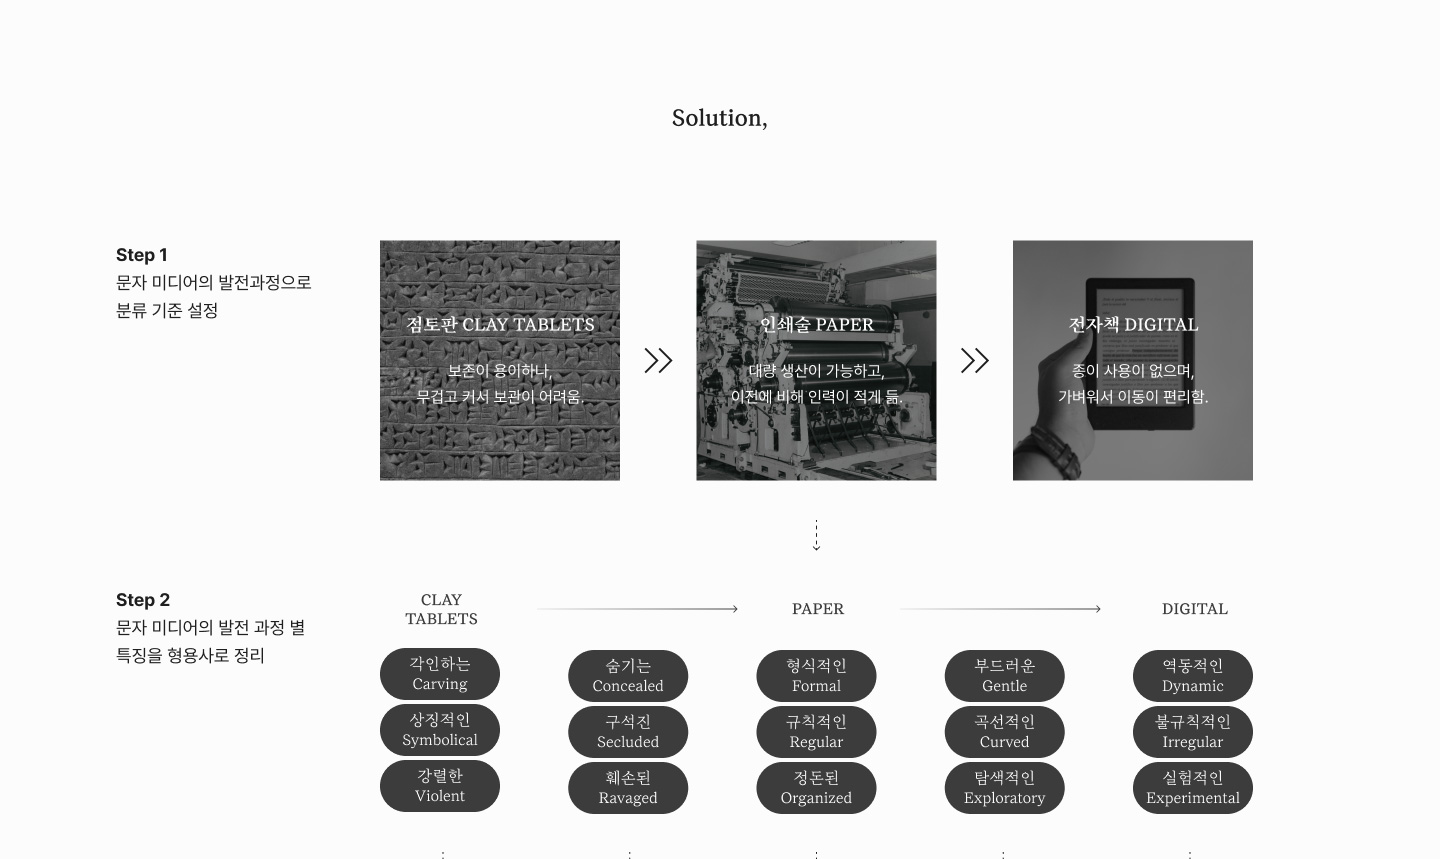 Solution,
Step 1
문자 미디어의 발전과정으로
분류 기준 설정
점토판 CLAY TABLETS
보존이 용이하나,
무겁고 커서 보관이 어려움.
인쇄술 PAPER
대량 생산이 가능하고,
이전에 비해 인력이 적게 듦.
전자책 DIGITAL
종이 사용이 없으며,
가벼워서 이동이 편리함.
Step 2
문자 미디어의 발전 과정 별
특징을 형용사로 정리
CLAY
TABLETS
PAPER
DIGITAL
각인하는
Carving
상징적인
Symbolical
강렬한
Violent
숨기는
Concealed
구석진
Secluded
훼손된
Ravaged
형식적인
Formal
규칙적인
Regular
정돈된
Organized
부드러운
Gentle
곡선적인
Curved
탐색적인
Exploratory
역동적인
Dynamic
불규칙적인
Irregular
실험적인
Experimental